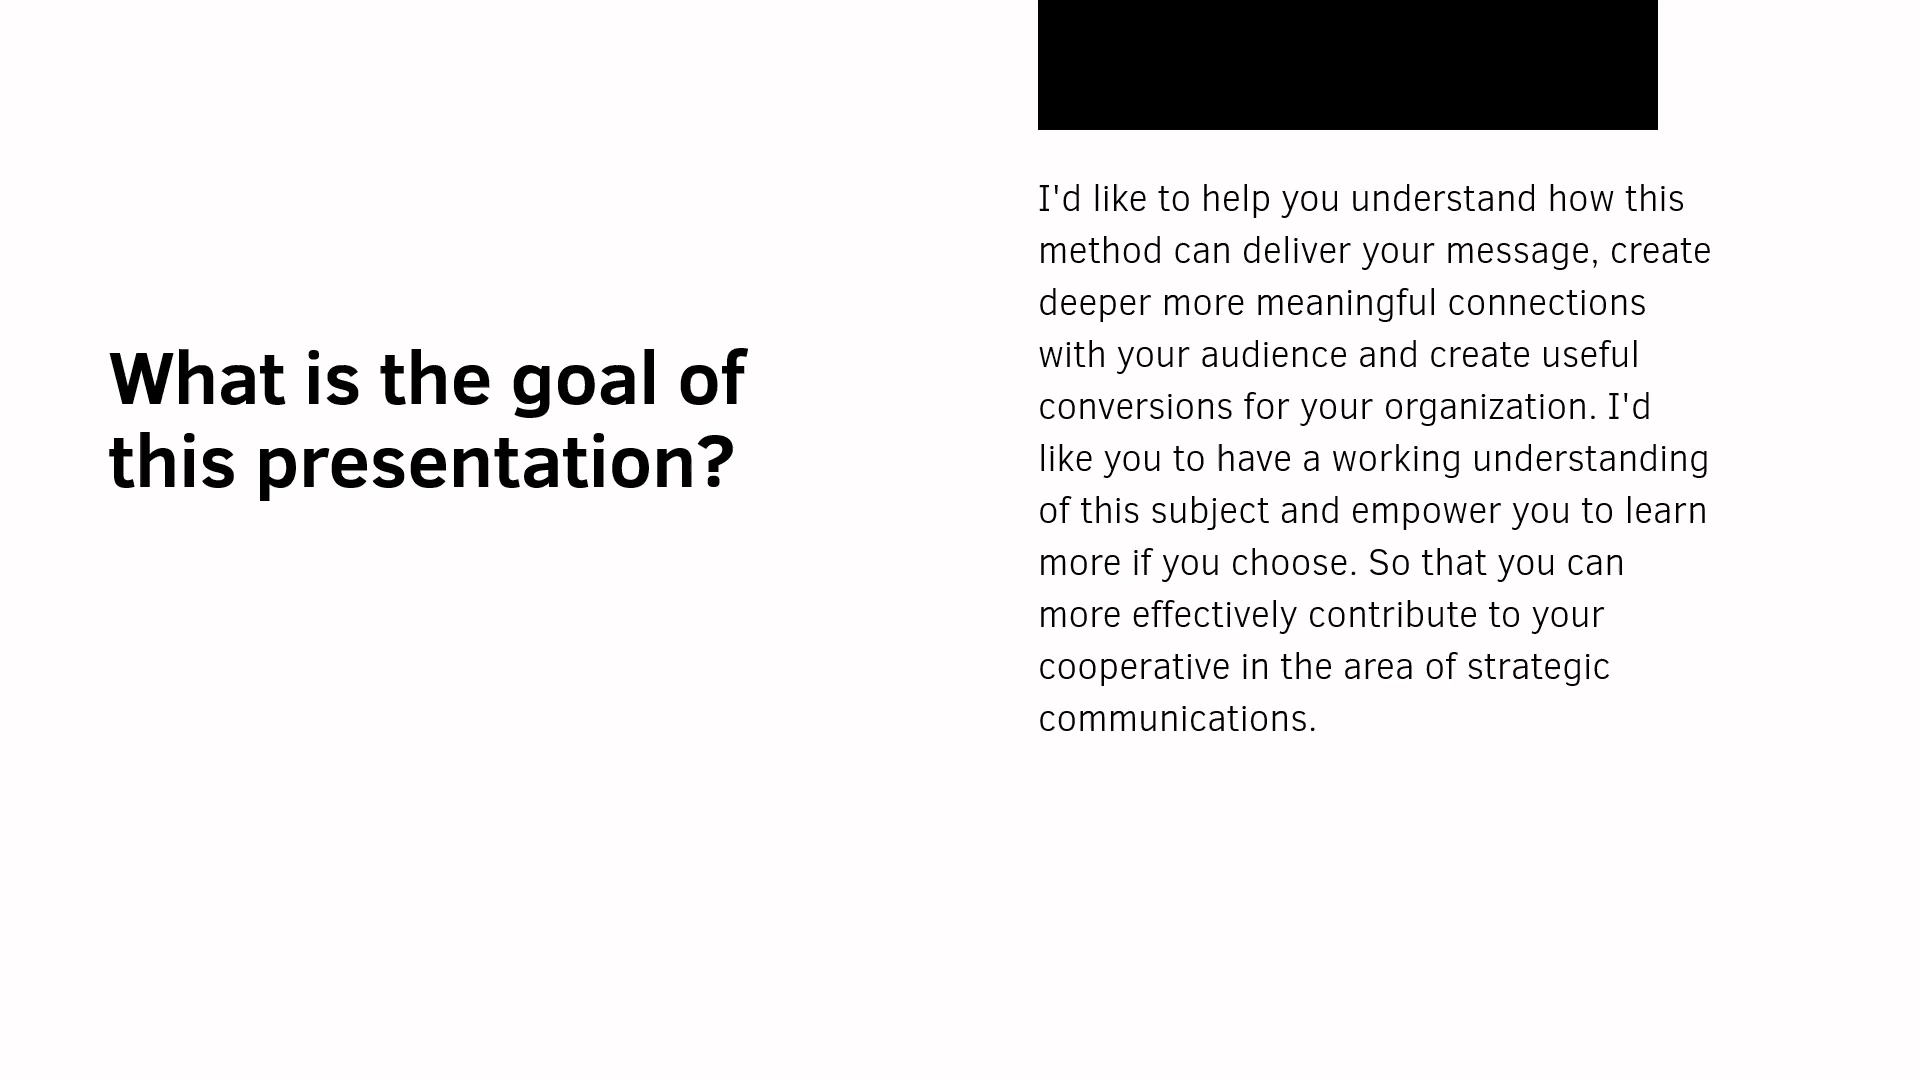 What is the goal of
this presentation?
I'd like to help you understand how this
method can deliver your message, create
deeper more meaningful connections
with your audience and create useful
conversions for your organization. I'd
like you to have a working understanding
of this subject and empower you to learn
more if you choose. So that you can
more effectively contribute to your
cooperative in the area of strategic
communications.